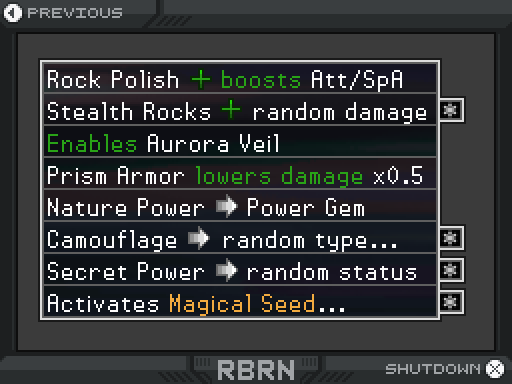 PREVIOUS
Rock Polish + boosts Att/SpA
Stealth Rocks + random damage
Enables Aurora Veil
Prism Armor lowers damage x0.5
Nature Power → Power Gem
Camouflage → random type...
Secret Power → random status
Activates Magical Seed...
RBRN
SHUTDOWN